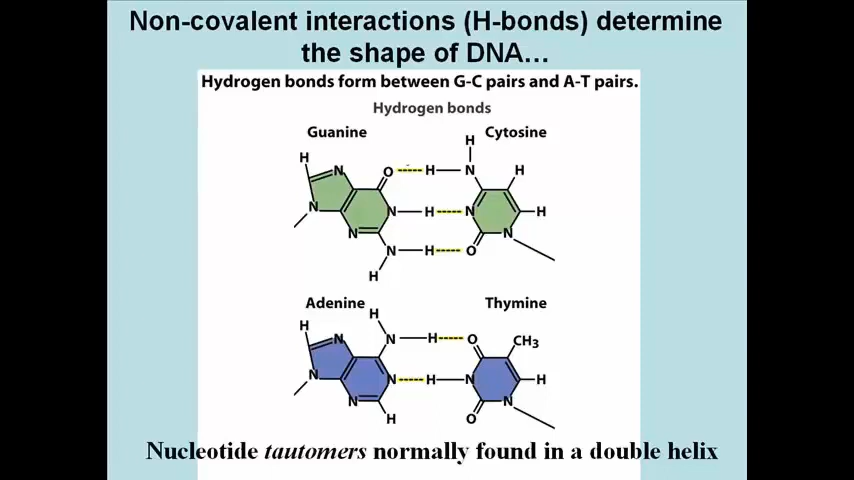 Non-covalent interactions (H-bonds) determine
the shape of DNA…
Hydrogen bonds form between G-C pairs and A-T pairs.
Hydrogen bonds
Guanine Cytosine
H
H N O H N H
N N H N H
N N O N
H
H
Adenine Thymine
H
H N N H O CH3
N N H N H
N O N
H
Nucleotide tautomers normally found in a double helix